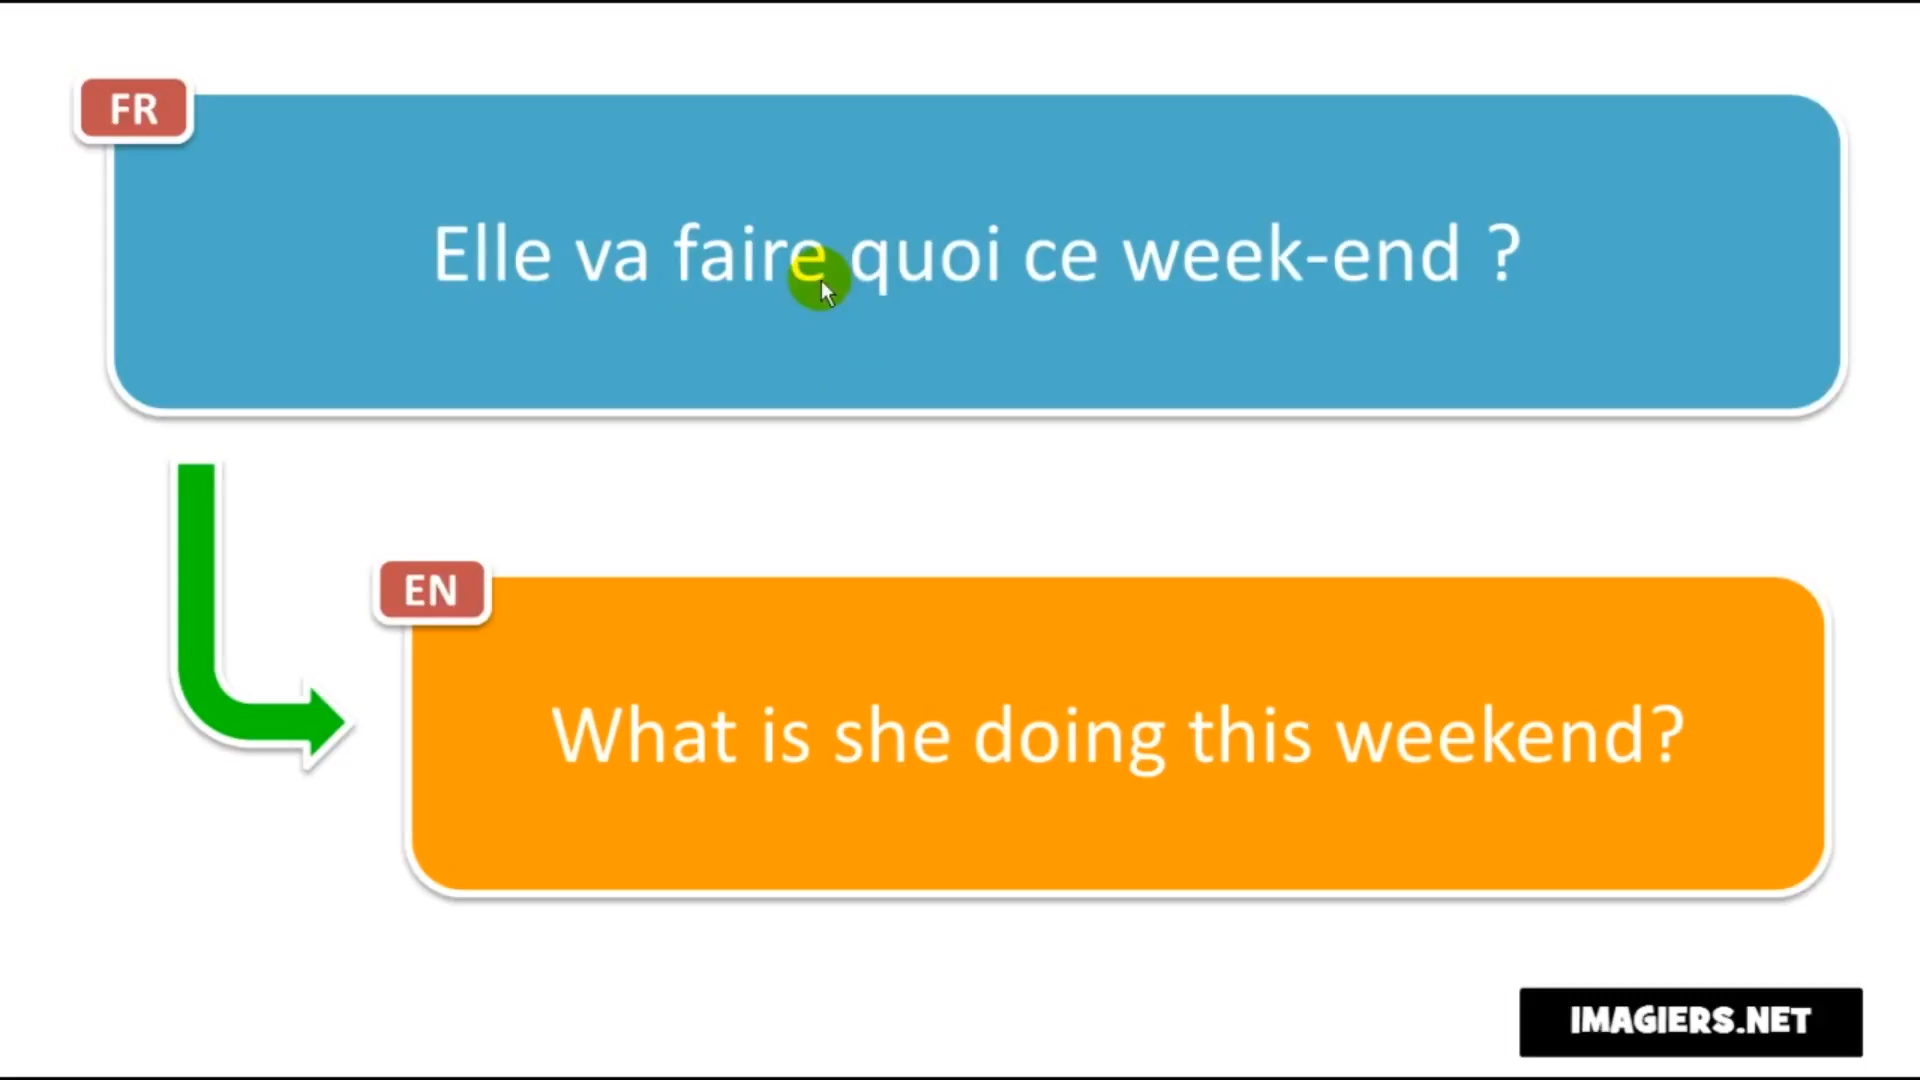 FR
Elle va faire quoi ce week-end ?
EN
What is she doing this weekend?
IMAGIERS.NET